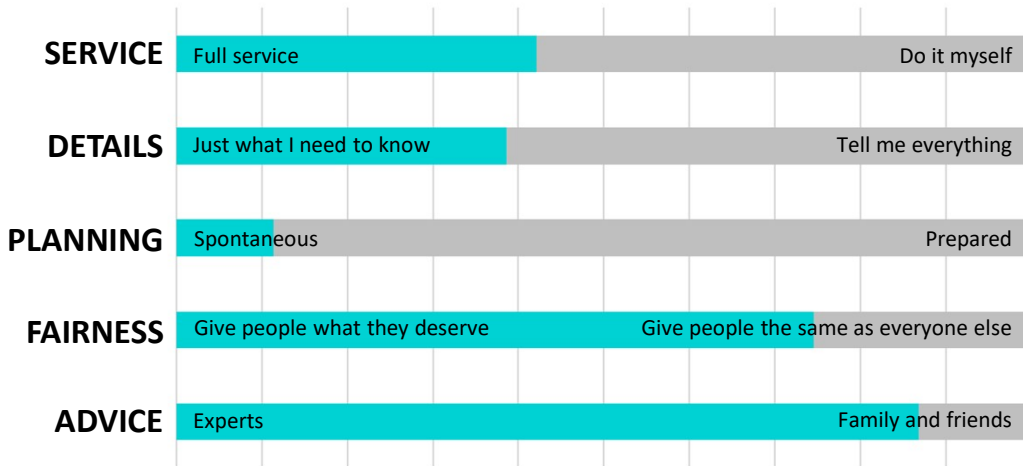 SERVICE Full service Do it myself
DETAILS Just what I need to know Tell me everything
PLANNING Spontaneous Prepared
FAIRNESS Give people what they deserve Give people the same as everyone else
ADVICE Experts Family and friends